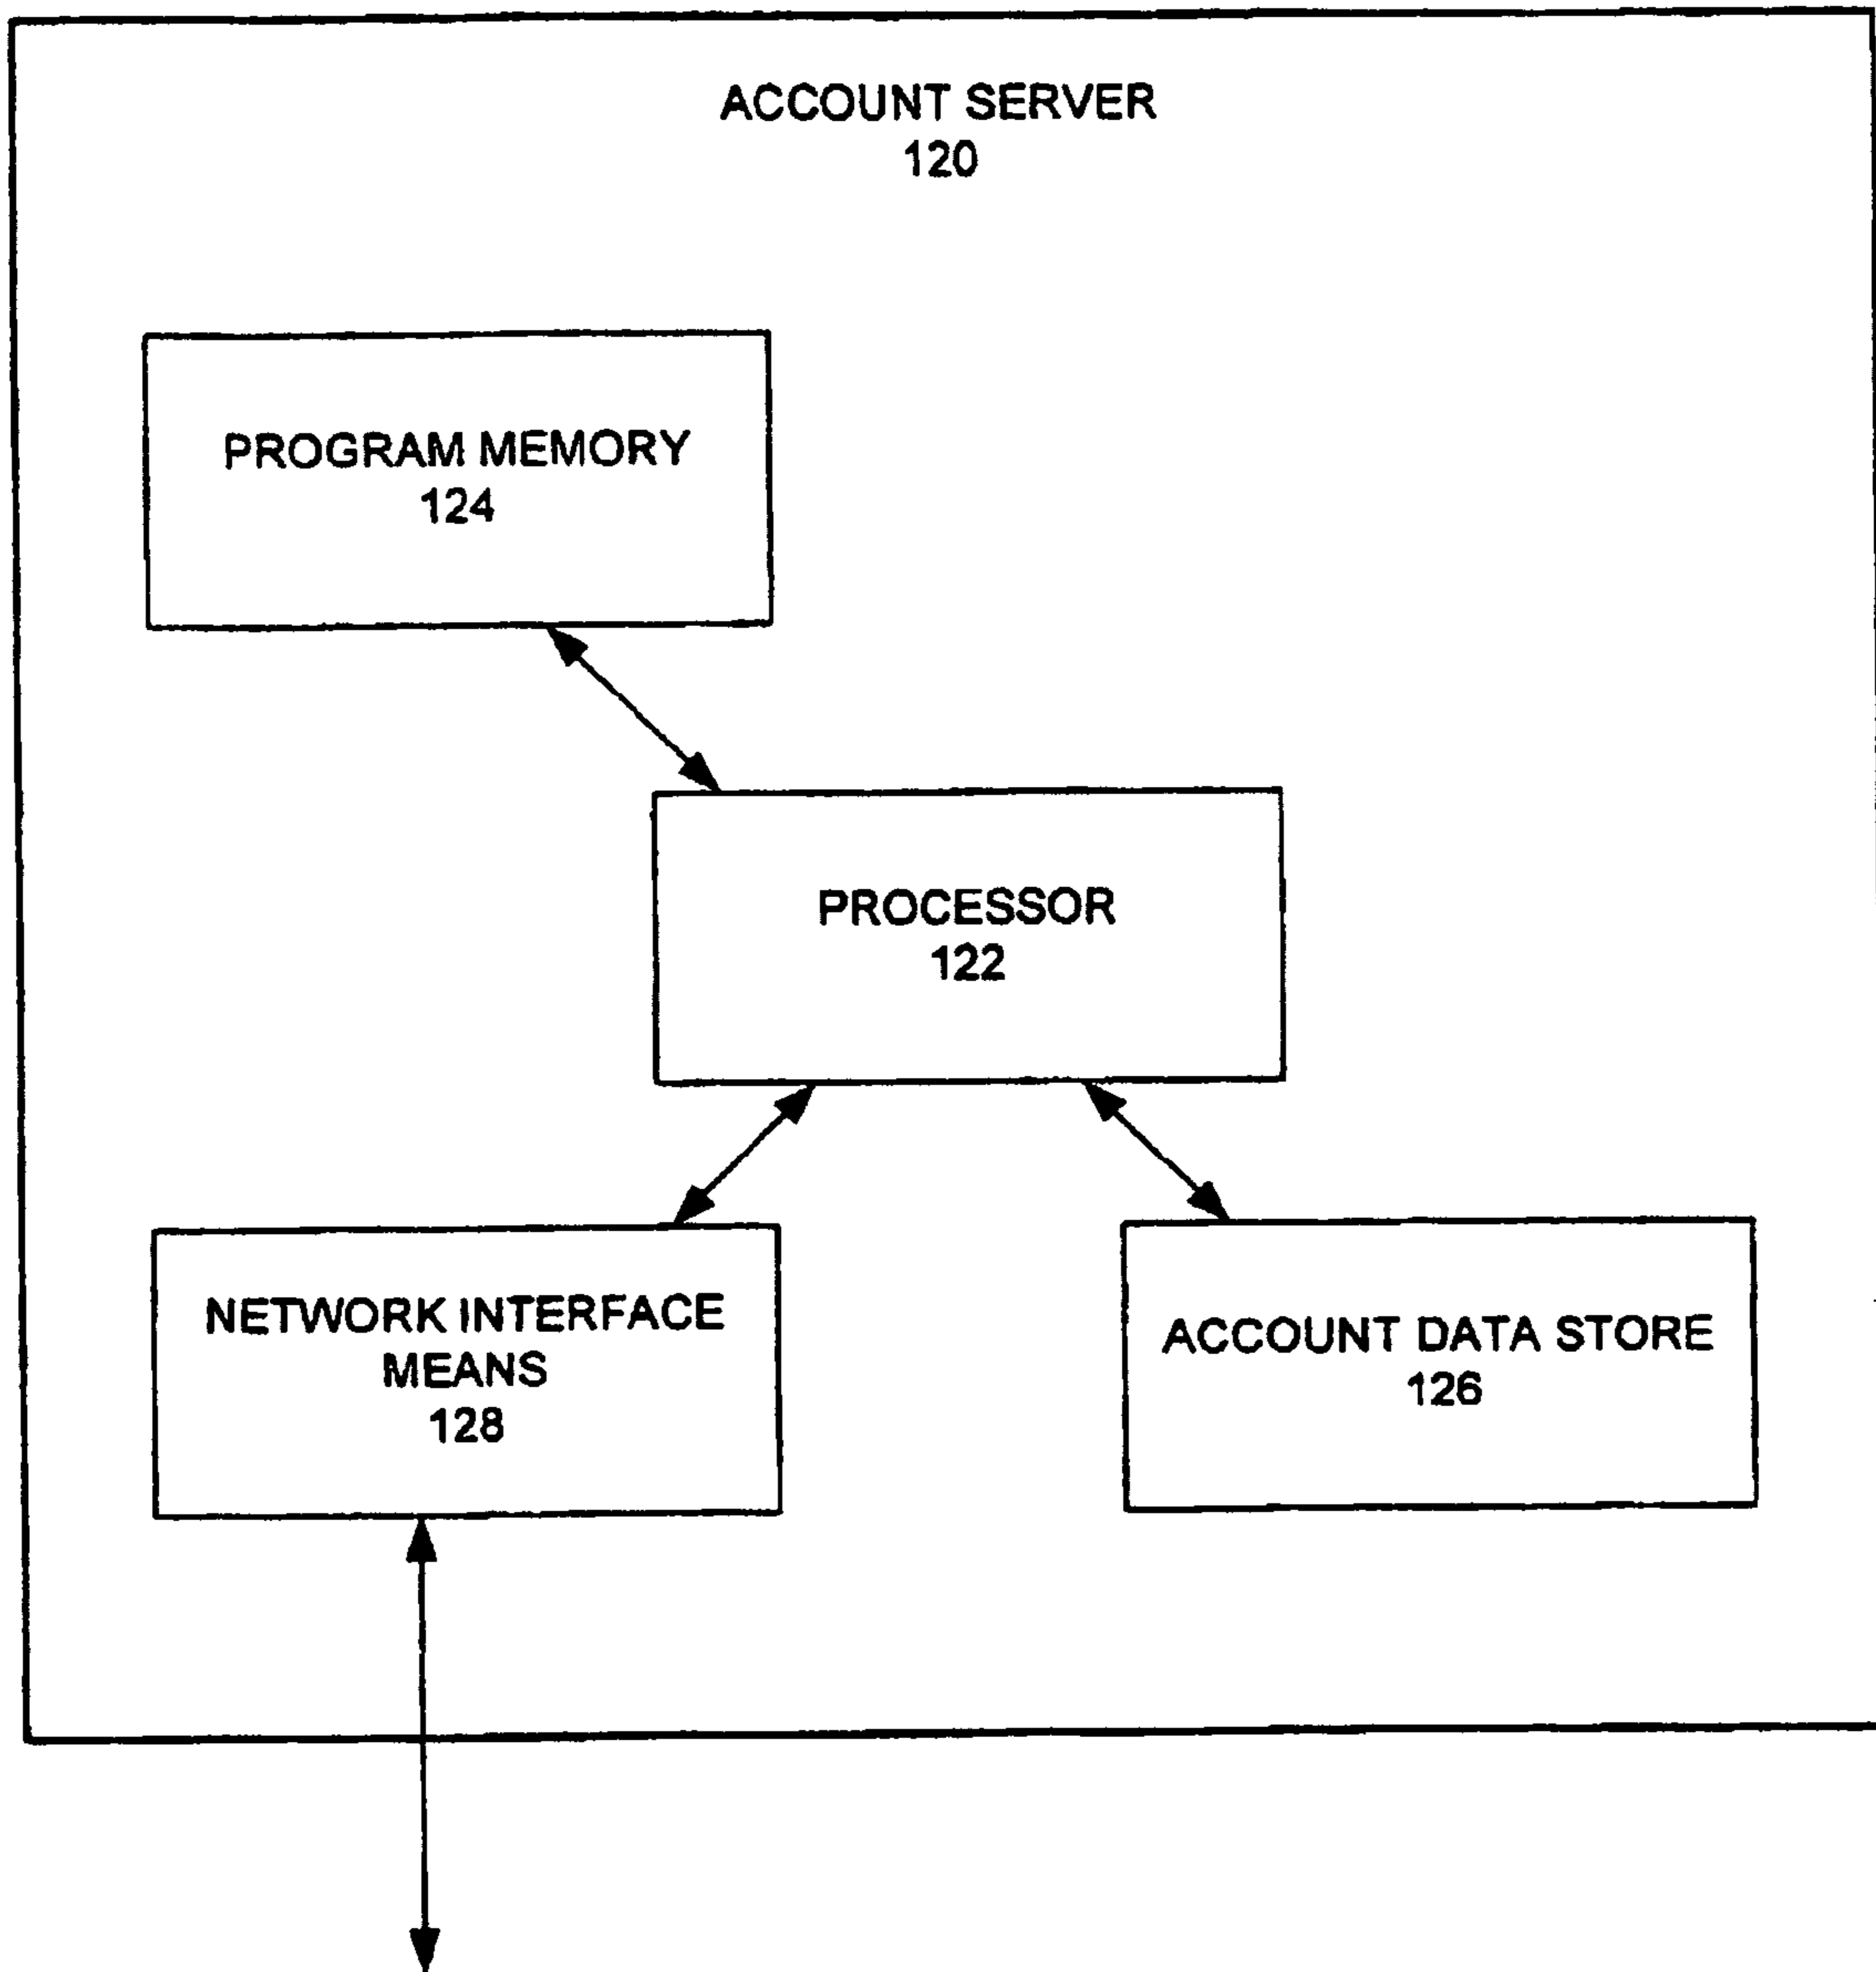 ACCOUNT SERVER
120
PROGRAM MEMORY
124
PROCESSOR
122
NETWORK INTERFACE
MEANS
128
ACCOUNT DATA STORE
126